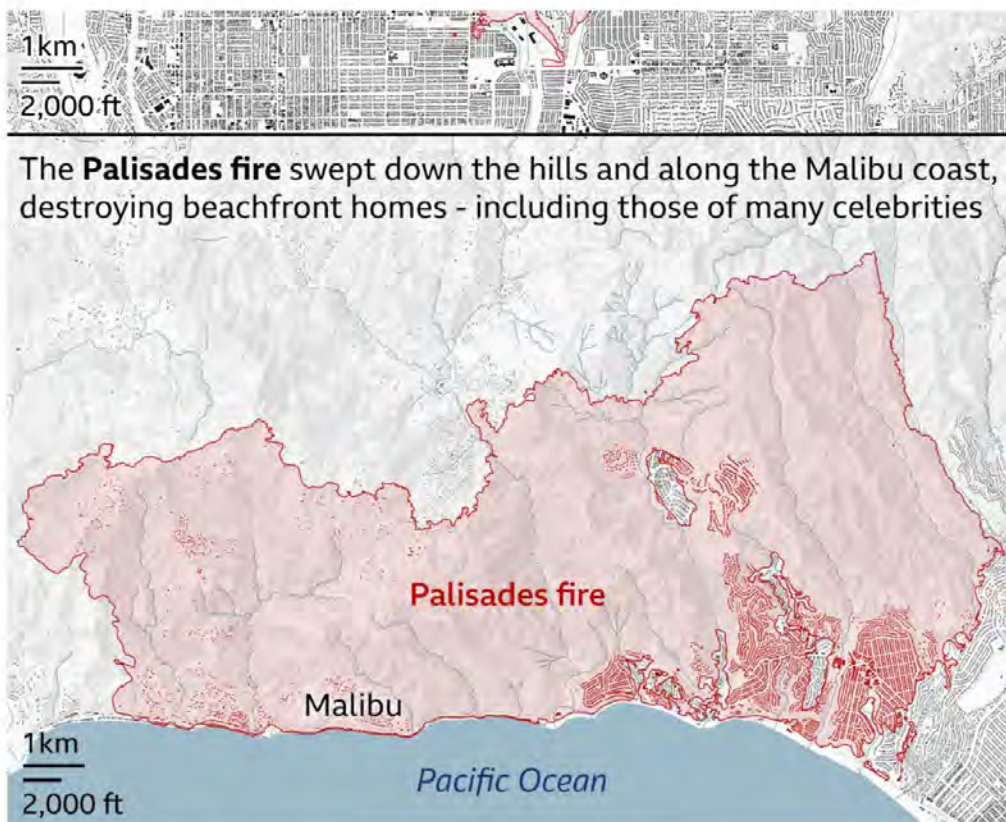 1km
2,000 ft
The Palisades fire swept down the hills and along the Malibu coast,
destroying beachfront homes - including those of many celebrities
Palisades fire
Malibu
1km
2,000 ft
Pacific Ocean